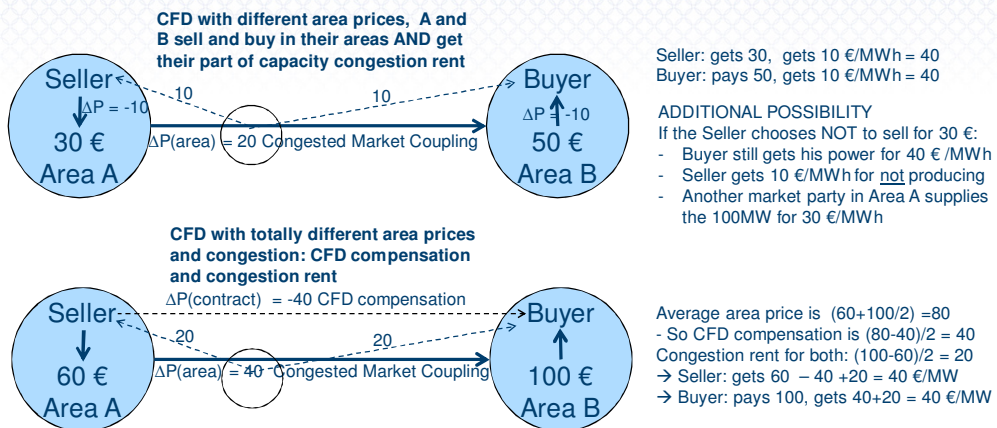 CFD with different area prices, A and
B sell and buy in their areas AND get
their part of capacity congestion rent
Seller
10
ΔP = -10
30 €
Area A
ΔP(area) = 20 Congested Market Coupling
10
Buyer
ΔP = -10
50 €
Area B
Seller: gets 30, gets 10 €/MWh = 40
Buyer: pays 50, gets 10 €/MWh = 40
ADDITIONAL POSSIBILITY
If the Seller chooses NOT to sell for 30 €:
- Buyer still gets his power for 40 € /MWh
- Seller gets 10 €/MWh for not producing
- Another market party in Area A supplies
the 100MW for 30 €/MWh
CFD with totally different area prices
and congestion: CFD compensation
and congestion rent
ΔP(contract) = -40 CFD compensation
Seller
20
60 €
Area A
ΔP(area) = 40 Congested Market Coupling
20
Buyer
100 €
Area B
Average area price is (60+100/2) =80
- So CFD compensation is (80-40)/2 = 40
Congestion rent for both: (100-60)/2 = 20
→ Seller: gets 60 – 40 +20 = 40 €/MW
→ Buyer: pays 100, gets 40+20 = 40 €/MW